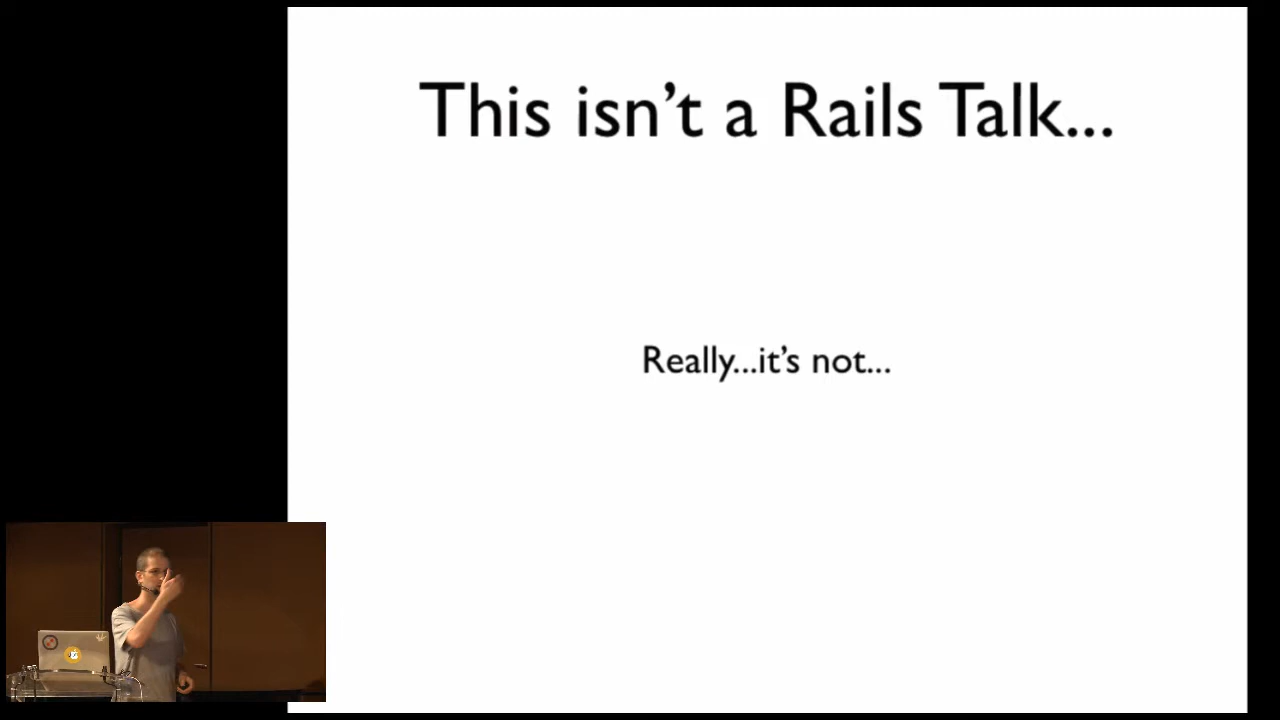 This isn’t a Rails Talk...
Really...it’s not...